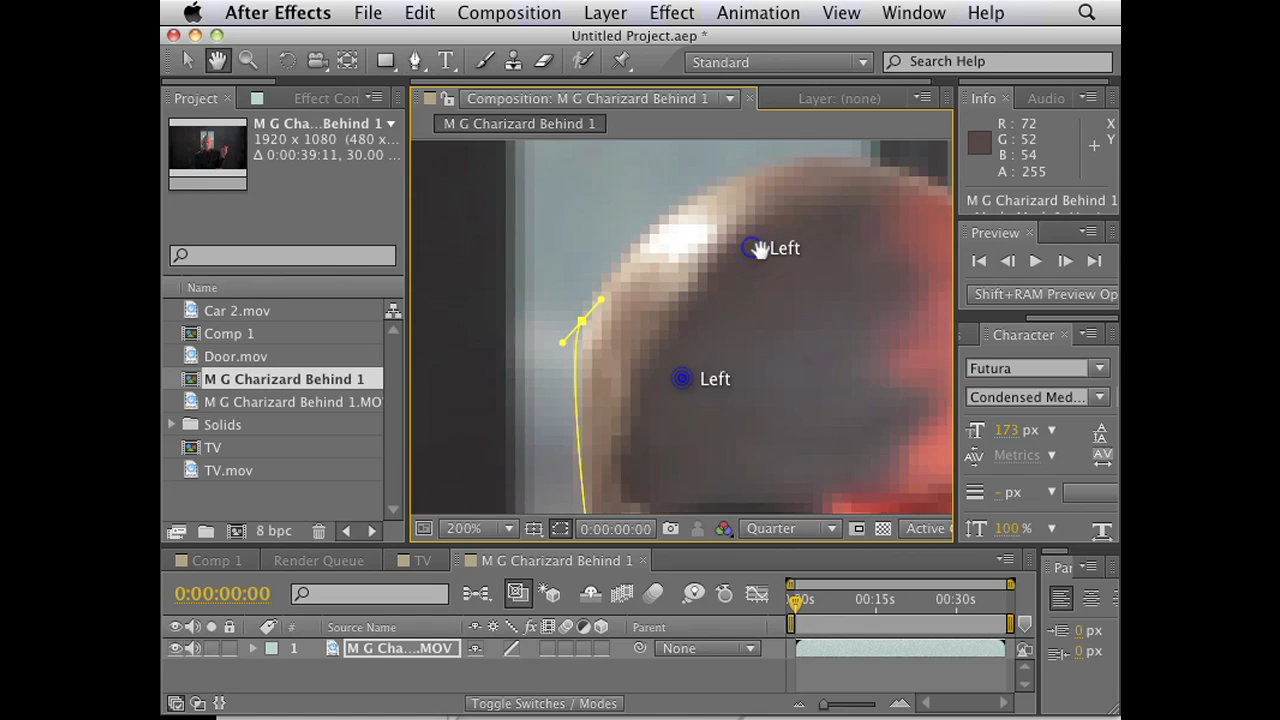 After Effects File Edit Composition Layer Effect Animation View Window Help
Untitled Project.aep *
Standard Search Help
Project Effect Con Composition: M G Charizard Behind 1 Layer: (none) Info Audio
M G Cha...Behind 1
1920 x 1080 (480 x...
Δ 0:00:39:11, 30.00 ...
M G Charizard Behind 1
R: 72
G: 52
B: 54
A: 255
X
Y
M G Charizard Behind 1
Preview
Shift+RAM Preview Op
Left
Left
Name
Car 2.mov
Comp 1
Door.mov
M G Charizard Behind 1
M G Charizard Behind 1.MO
Solids
TV
TV.mov
8 bpc
Character
Futura
Condensed Med...
173 px
Metrics
- px
100 %
200% 0:00:00:00 Quarter Active C
Comp 1 Render Queue TV M G Charizard Behind 1
0:00:00:00
:00s 00:15s 00:30s
# Source Name Parent
1 M G Cha....MOV None
Toggle Switches / Modes
Par
0 px
0 px